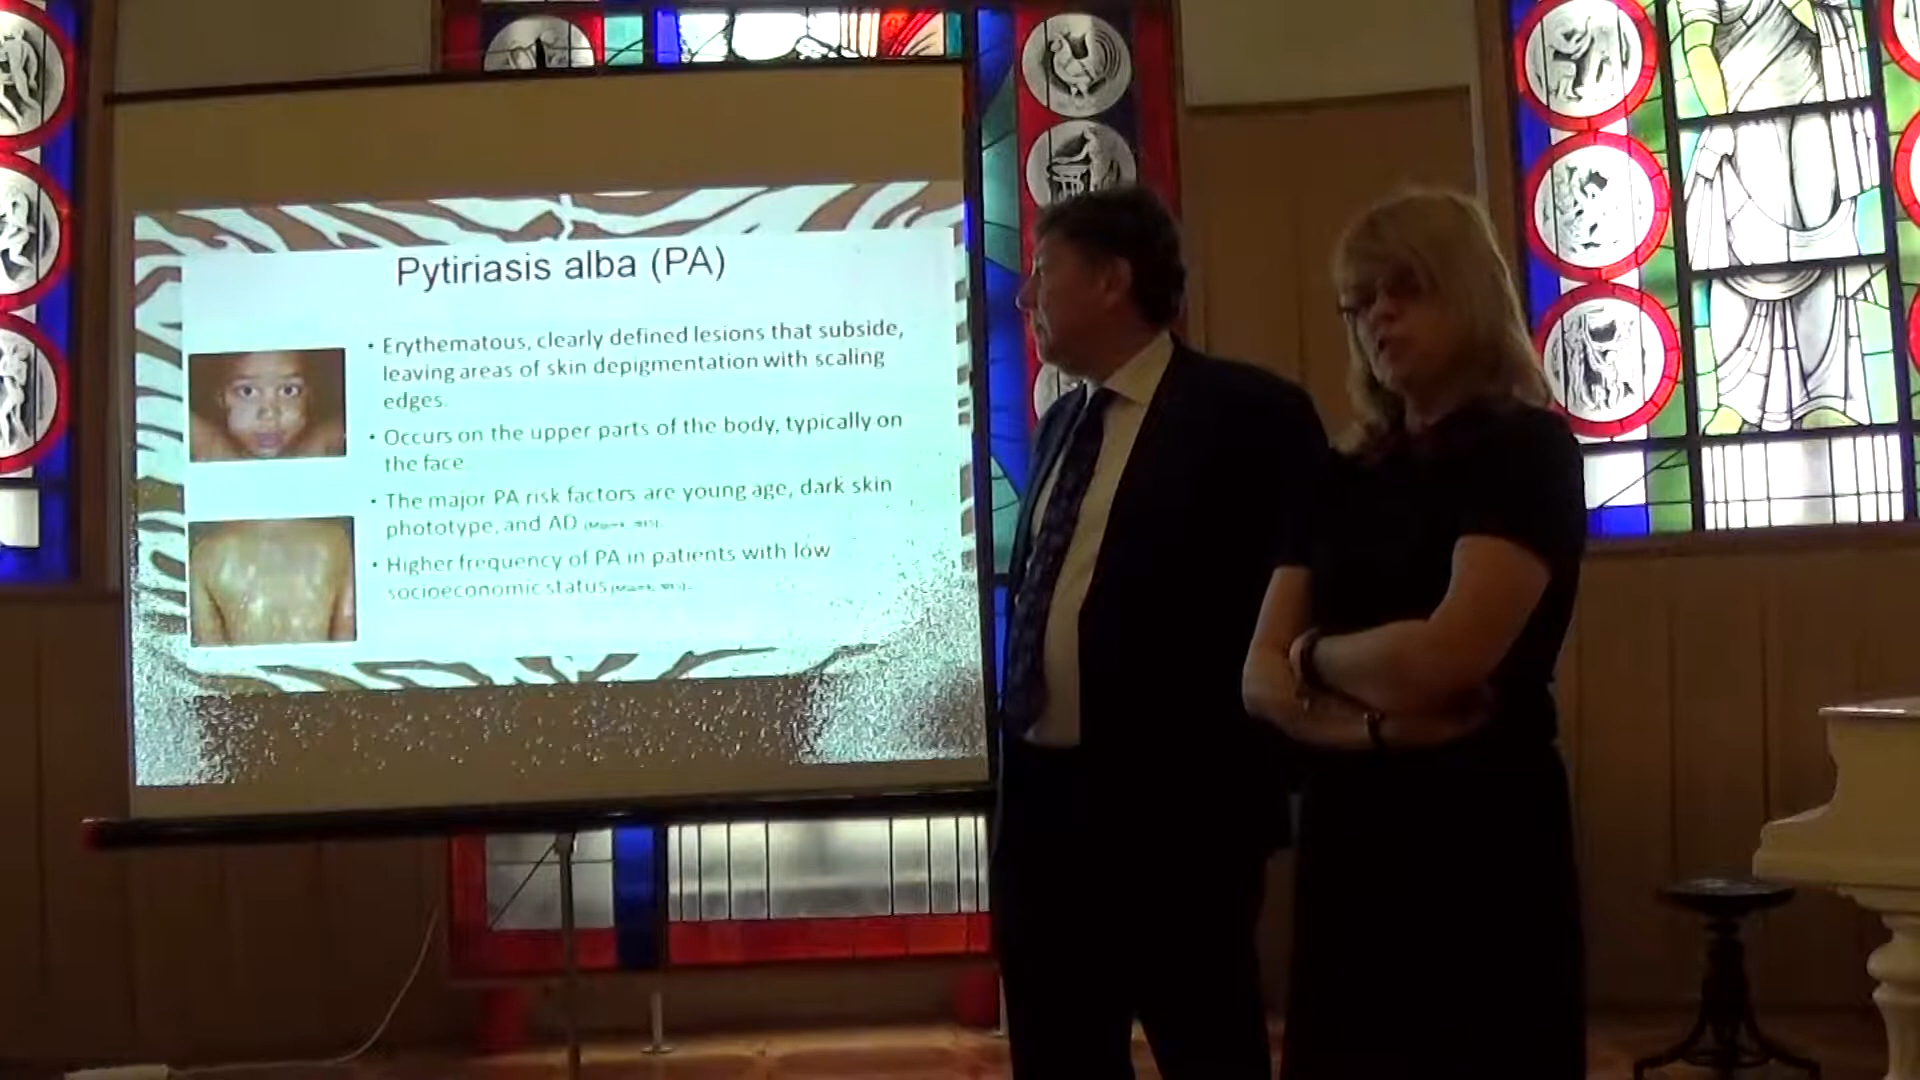 Pytiriasis alba (PA)
• Erythematous, clearly defined lesions that subside,
leaving areas of skin depigmentation with scaling
edges.
• Occurs on the upper parts of the body, typically on
the face
• The major PA risk factors are young age, dark skin
phototype, and AD
• Higher frequency of PA in patients with low
socioeconomic status